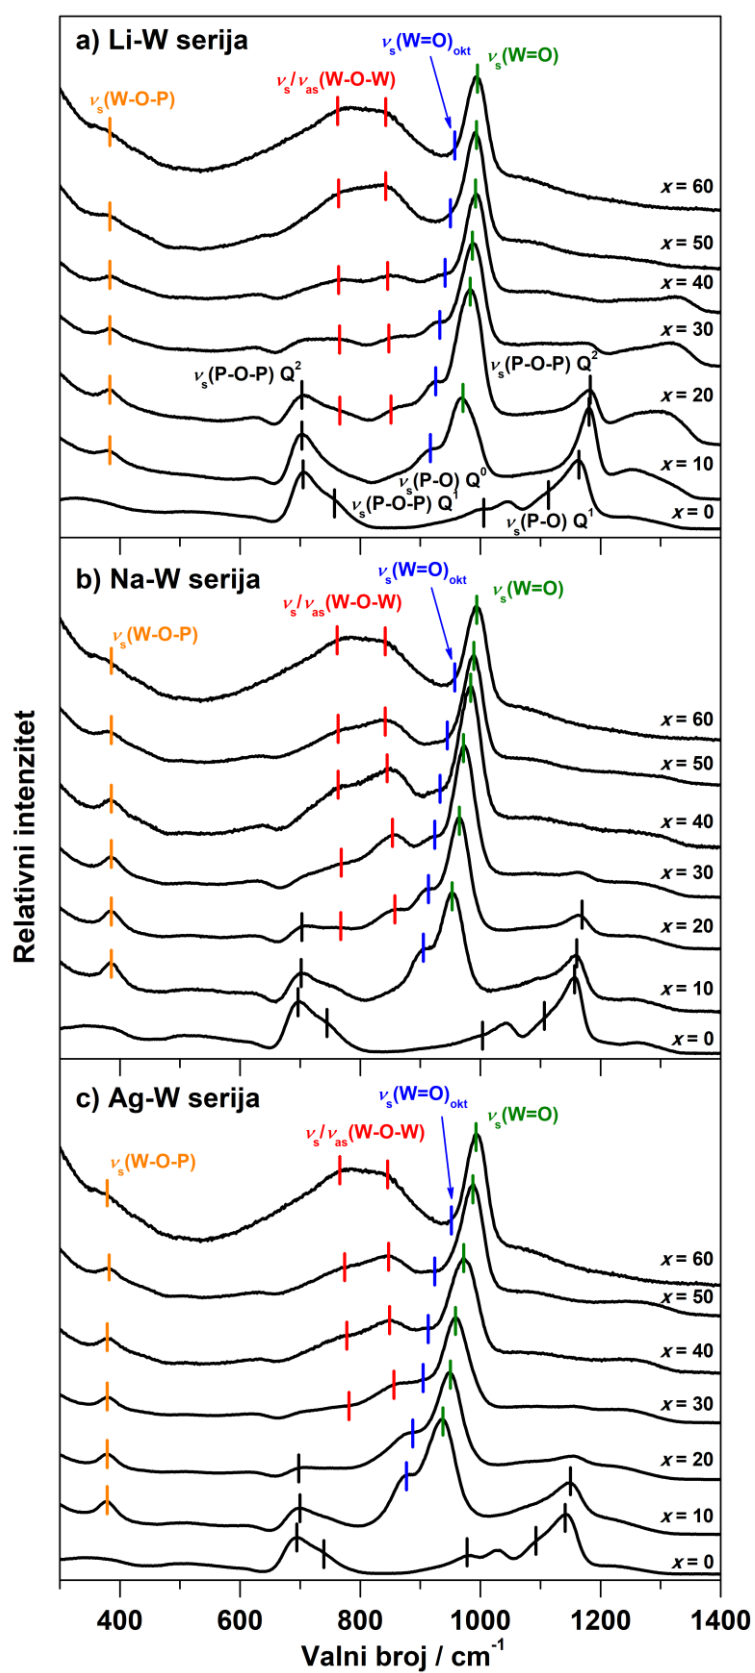 a) Li-W serija
νs(W=O)okt
νs(W=O)
νs/νas(W-O-W)
νs(W-O-P)
x = 60
x = 50
x = 40
x = 30
νs(P-O-P) Q²
νs(P-O-P) Q²
x = 20
x = 10
νs(P-O) Q⁰
νs(P-O-P) Q¹
νs(P-O) Q¹
x = 0
b) Na-W serija
νs(W=O)okt
νs(W=O)
νs/νas(W-O-W)
νs(W-O-P)
x = 60
x = 50
x = 40
x = 30
x = 20
x = 10
x = 0
c) Ag-W serija
νs(W=O)okt
νs(W=O)
νs/νas(W-O-W)
νs(W-O-P)
x = 60
x = 50
x = 40
x = 30
x = 20
x = 10
x = 0
Relativni intenzitet
400 600 800 1000 1200 1400
Valni broj / cm⁻¹